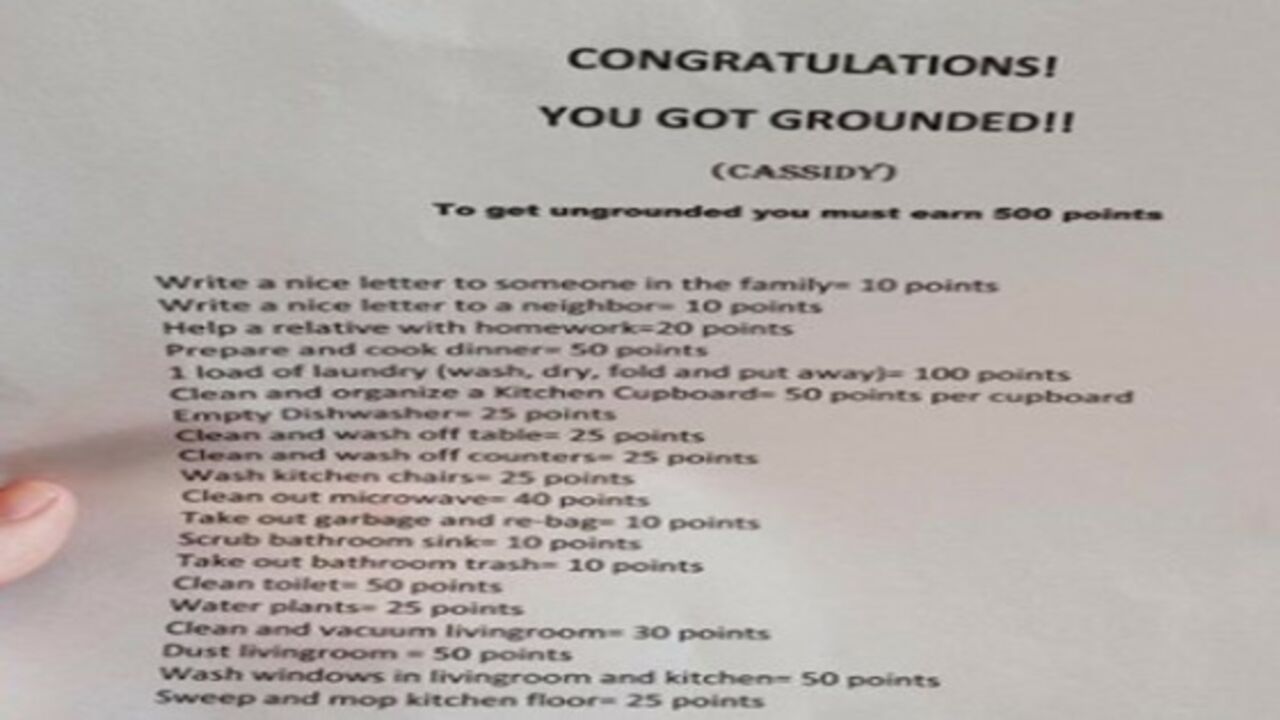 CONGRATULATIONS!
YOU GOT GROUNDED!!
(CASSIDY)
To get ungrounded you must earn 500 points
Write a nice letter to someone in the family= 10 points
Write a nice letter to a neighbor= 10 points
Help a relative with homework=20 points
Prepare and cook dinner= 50 points
1 load of laundry (wash, dry, fold and put away)= 100 points
Clean and organize a Kitchen Cupboard= 50 points per cupboard
Empty Dishwasher= 25 points
Clean and wash off table= 25 points
Clean and wash off counters= 25 points
Wash kitchen chairs= 25 points
Clean out microwave= 40 points
Take out garbage and re-bag= 10 points
Scrub bathroom sink= 10 points
Take out bathroom trash= 10 points
Clean toilet= 50 points
Water plants= 25 points
Clean and vacuum livingroom= 30 points
Dust livingroom = 50 points
Wash windows in livingroom and kitchen= 50 points
Sweep and mop kitchen floor= 25 points